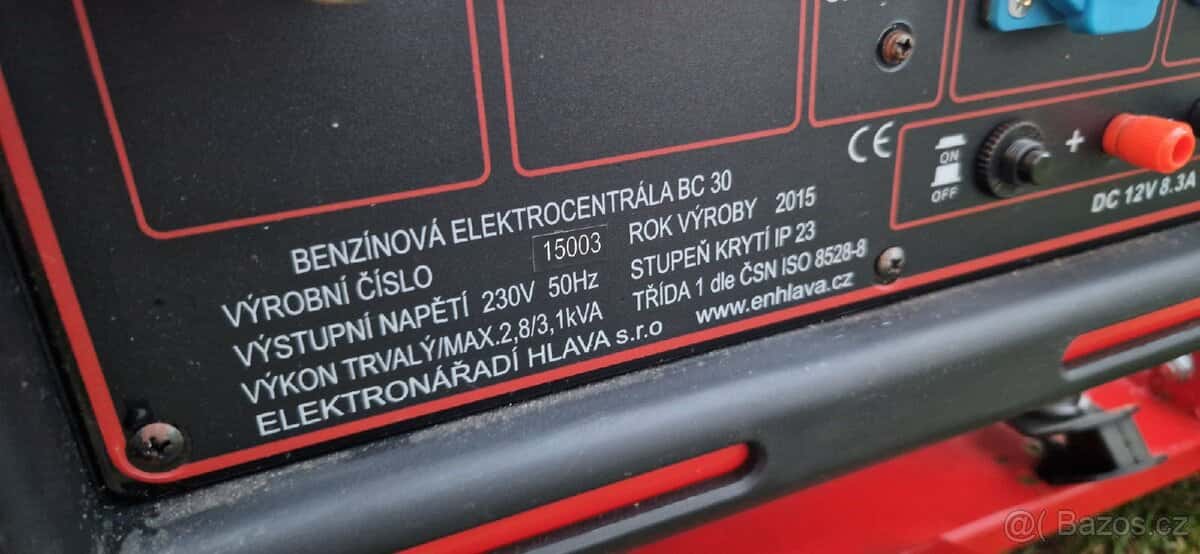 CE
ON
+
OFF
DC 12V 8.3A
BENZÍNOVÁ ELEKTROCENTRÁLA BC 30
VÝROBNÍ ČÍSLO 15003 ROK VÝROBY 2015
VÝSTUPNÍ NAPĚTÍ 230V 50Hz STUPEŇ KRYTÍ IP 23
VÝKON TRVALÝ/MAX.2,8/3,1kVA TŘÍDA 1 dle ČSN ISO 8528-8
ELEKTRONÁŘADÍ HLAVA s.r.o www.enhlava.cz
@( Bazos.cz